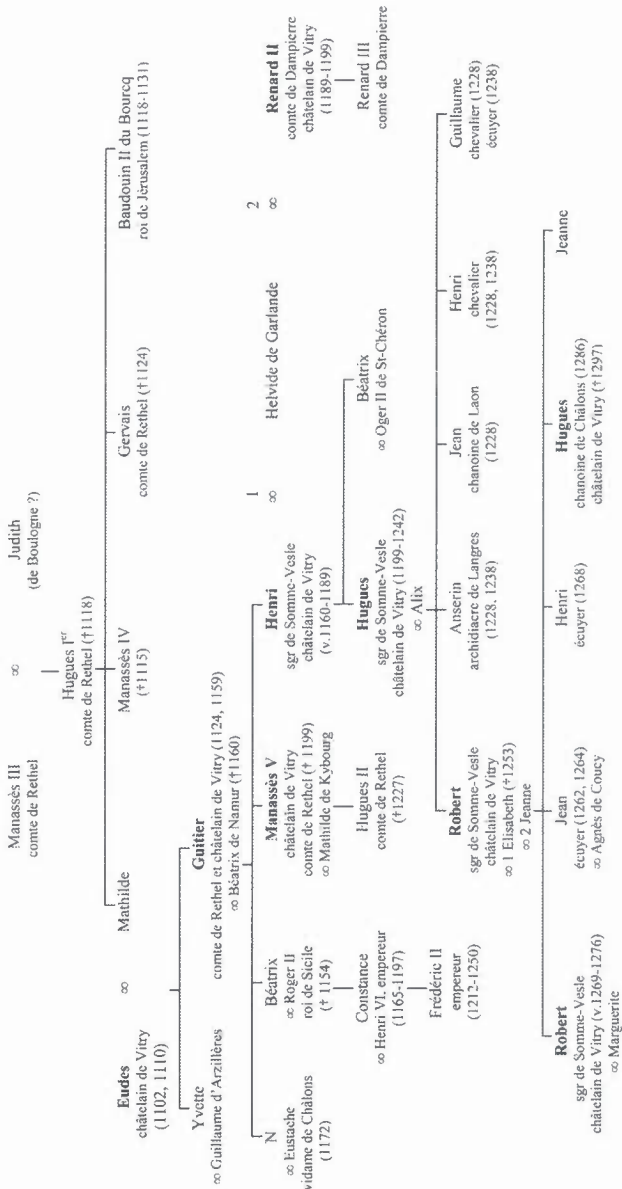 Manassès III
comte de Rethel
∞
Judith
(de Boulogne ?)
Hugues Ier
comte de Rethel (†1118)
Eudes
châtelain de Vitry
(1102, 1110)
∞
Mathilde
Manassès IV
(†1115)
Gervais
comte de Rethel (†1124)
Baudouin II du Bourcq
roi de Jérusalem (1118-1131)
Yvette
∞ Guillaume d'Arzillères
Guitier
comte de Rethel et châtelain de Vitry (1124, 1159)
∞ Béatrix de Namur (†1160)
N
∞ Eustache
vidame de Châlons
(1172)
Béatrix
∞ Roger II
roi de Sicile
(† 1154)
Manassès V
châtelain de Vitry
comte de Rethel († 1199)
∞ Mathilde de Kybourg
Henri
sgr de Somme-Vesle
châtelain de Vitry
(v.1160-1189)
1
∞
Helvide de Garlande
2
∞
Renard II
comte de Dampierre
châtelain de Vitry
(1189-1199)
Constance
∞ Henri VI, empereur
(1165-1197)
Hugues II
comte de Rethel
(†1227)
Hugues
sgr de Somme-Vesle
châtelain de Vitry (1199-1242)
∞ Alix
Béatrix
∞ Oger II de St-Chéron
Renard III
comte de Dampierre
Frédéric II
empereur
(1212-1250)
Robert
sgr de Somme-Vesle
châtelain de Vitry
∞ 1 Elisabeth (†1253)
∞ 2 Jeanne
Anserin
archidiacre de Langres
(1228, 1238)
Jean
chanoine de Laon
(1228)
Henri
chevalier
(1228, 1238)
Guillaume
chevalier (1228)
écuyer (1238)
Robert
sgr de Somme-Vesle
châtelain de Vitry (v.1269-1276)
∞ Marguerite
Jean
écuyer (1262, 1264)
∞ Agnès de Coucy
Henri
écuyer (1268)
Hugues
chanoine de Châlons (1286)
châtelain de Vitry (†1297)
Jeanne